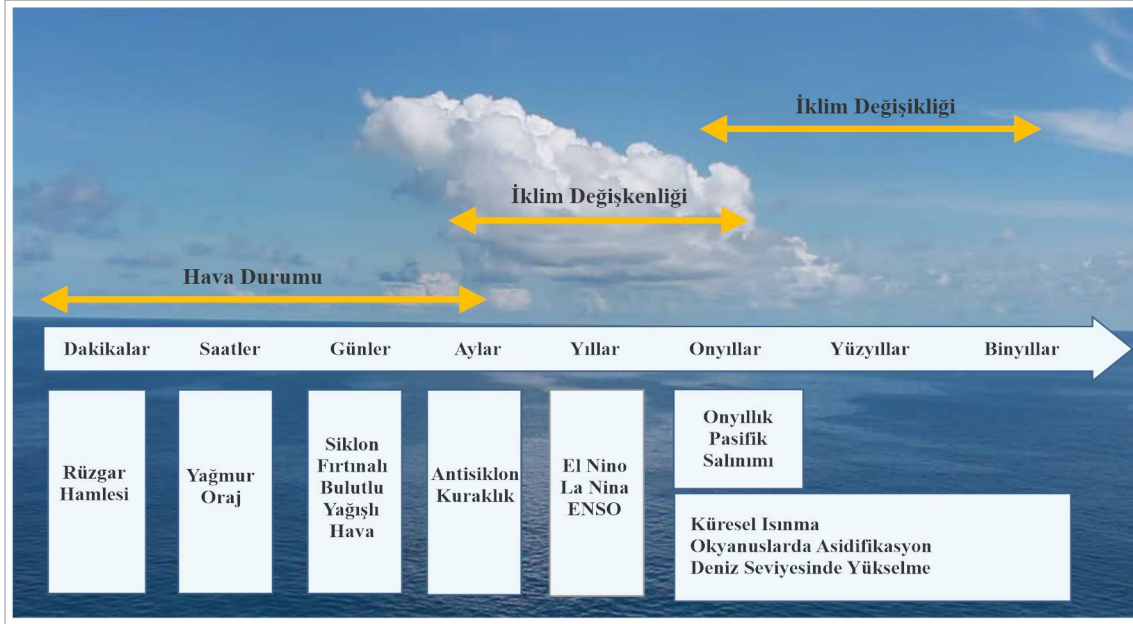 İklim Değişikliği
İklim Değişkenliği
Hava Durumu
Dakikalar Saatler Günler Aylar Yıllar Onyıllar Yüzyıllar Binyıllar
Rüzgar
Hamlesi
Yağmur
Oraj
Siklon
Fırtınalı
Bulutlu
Yağışlı
Hava
Antisiklon
Kuraklık
El Nino
La Nina
ENSO
Onyıllık
Pasifik
Salınımı
Küresel Isınma
Okyanuslarda Asidifikasyon
Deniz Seviyesinde Yükselme